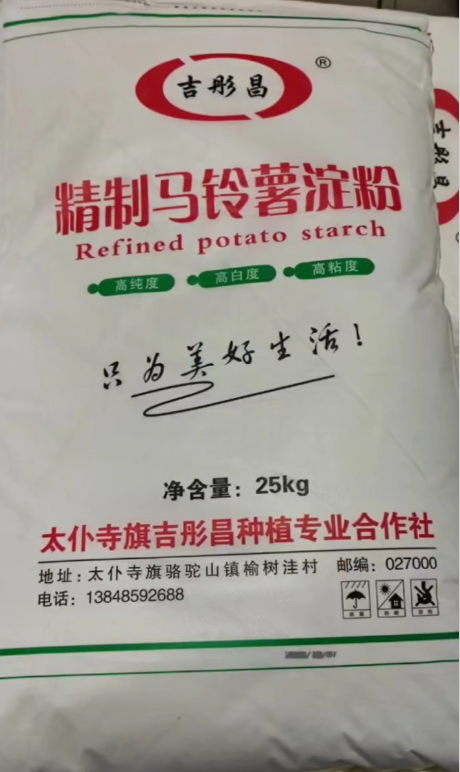 吉彤昌®
精制马铃薯淀粉
Refined potato starch
高纯度 高白度 高粘度
只为美好生活!
净含量: 25kg
太仆寺旗吉彤昌种植专业合作社
地址: 太仆寺旗骆驼山镇榆树洼村 邮编: 027000
电话: 13848592688